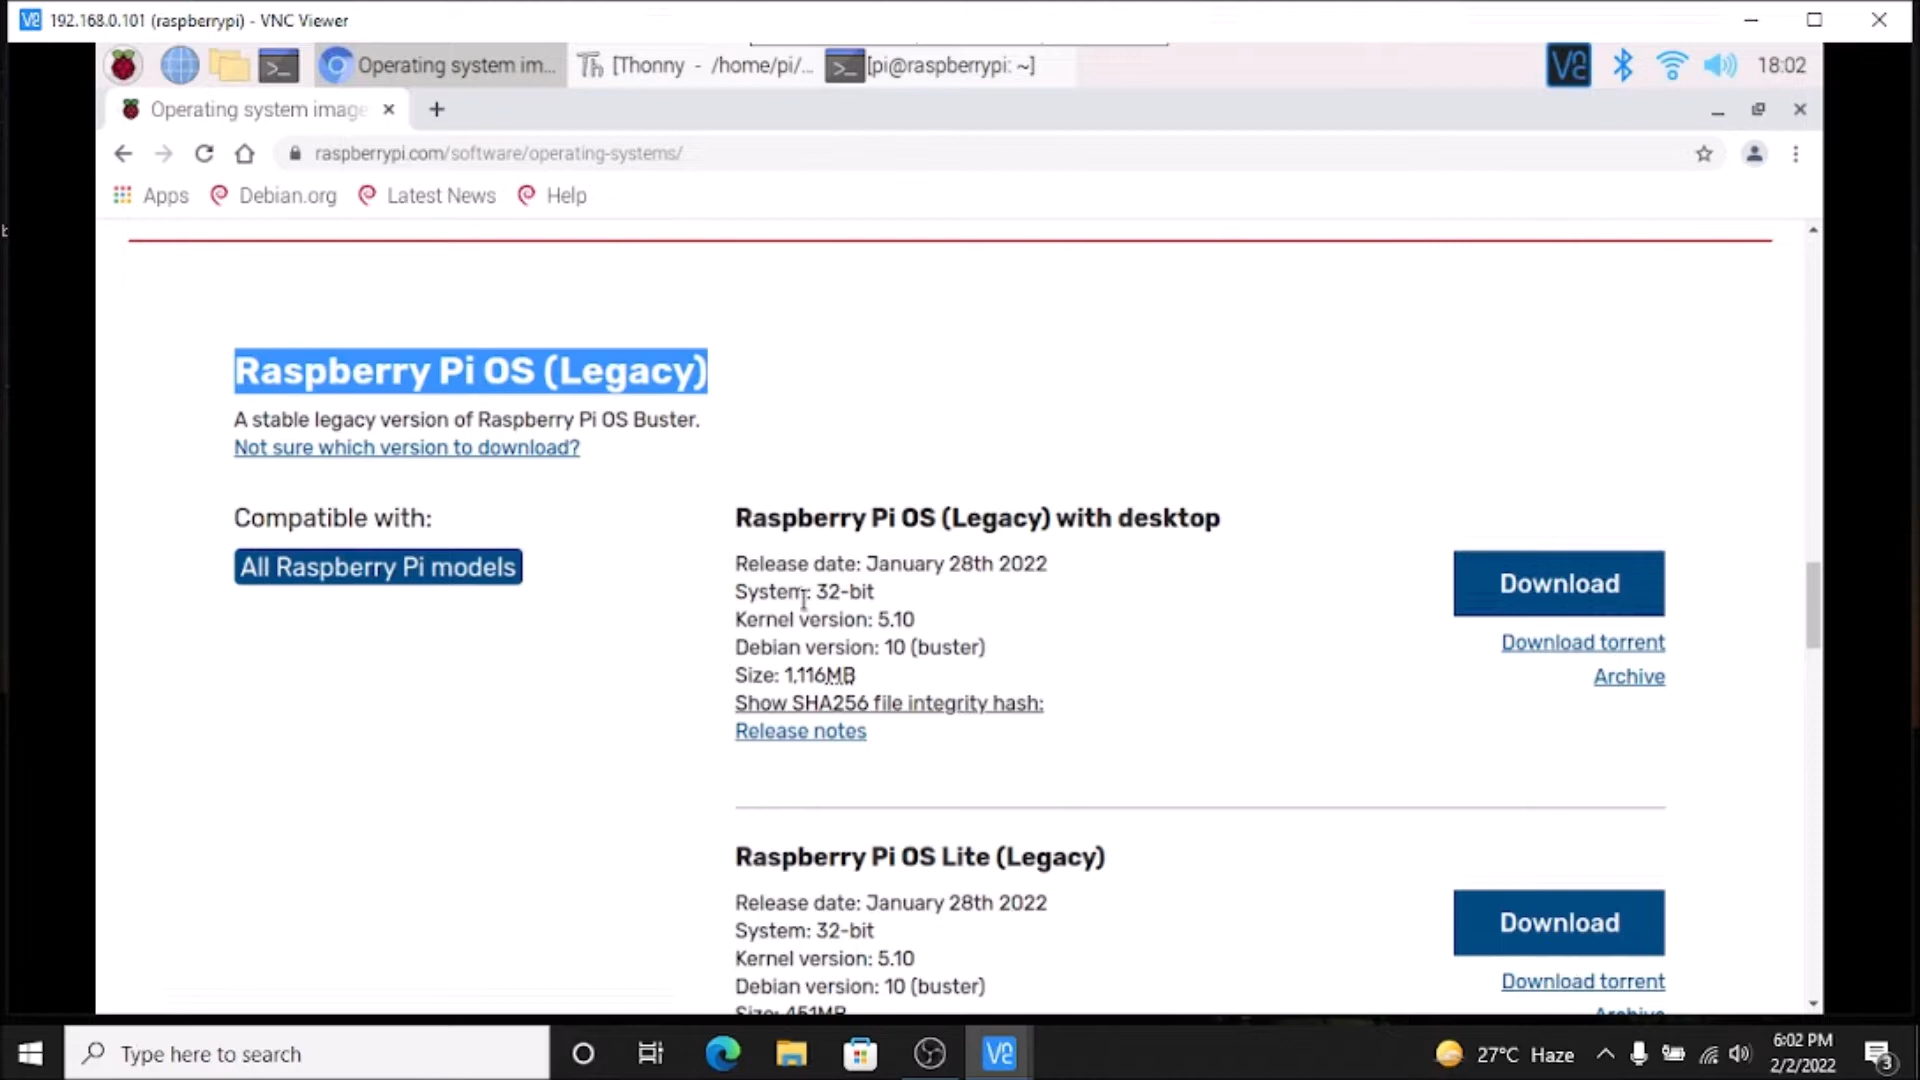 192.168.0.101 (raspberrypi) - VNC Viewer
Operating system im...
[Thonny - /home/pi/...
[pi@raspberrypi: ~]
18:02
Operating system image
raspberrypi.com/software/operating-systems/
Apps
Debian.org
Latest News
Help
Raspberry Pi OS (Legacy)
A stable legacy version of Raspberry Pi OS Buster.
Not sure which version to download?
Compatible with:
All Raspberry Pi models
Raspberry Pi OS (Legacy) with desktop
Release date: January 28th 2022
System: 32-bit
Kernel version: 5.10
Debian version: 10 (buster)
Size: 1,116MB
Show SHA256 file integrity hash:
Release notes
Download
Download torrent
Archive
Raspberry Pi OS Lite (Legacy)
Release date: January 28th 2022
System: 32-bit
Kernel version: 5.10
Debian version: 10 (buster)
Size: 451MB
Download
Download torrent
Archive
Type here to search
27°C Haze
6:02 PM
2/2/2022
3